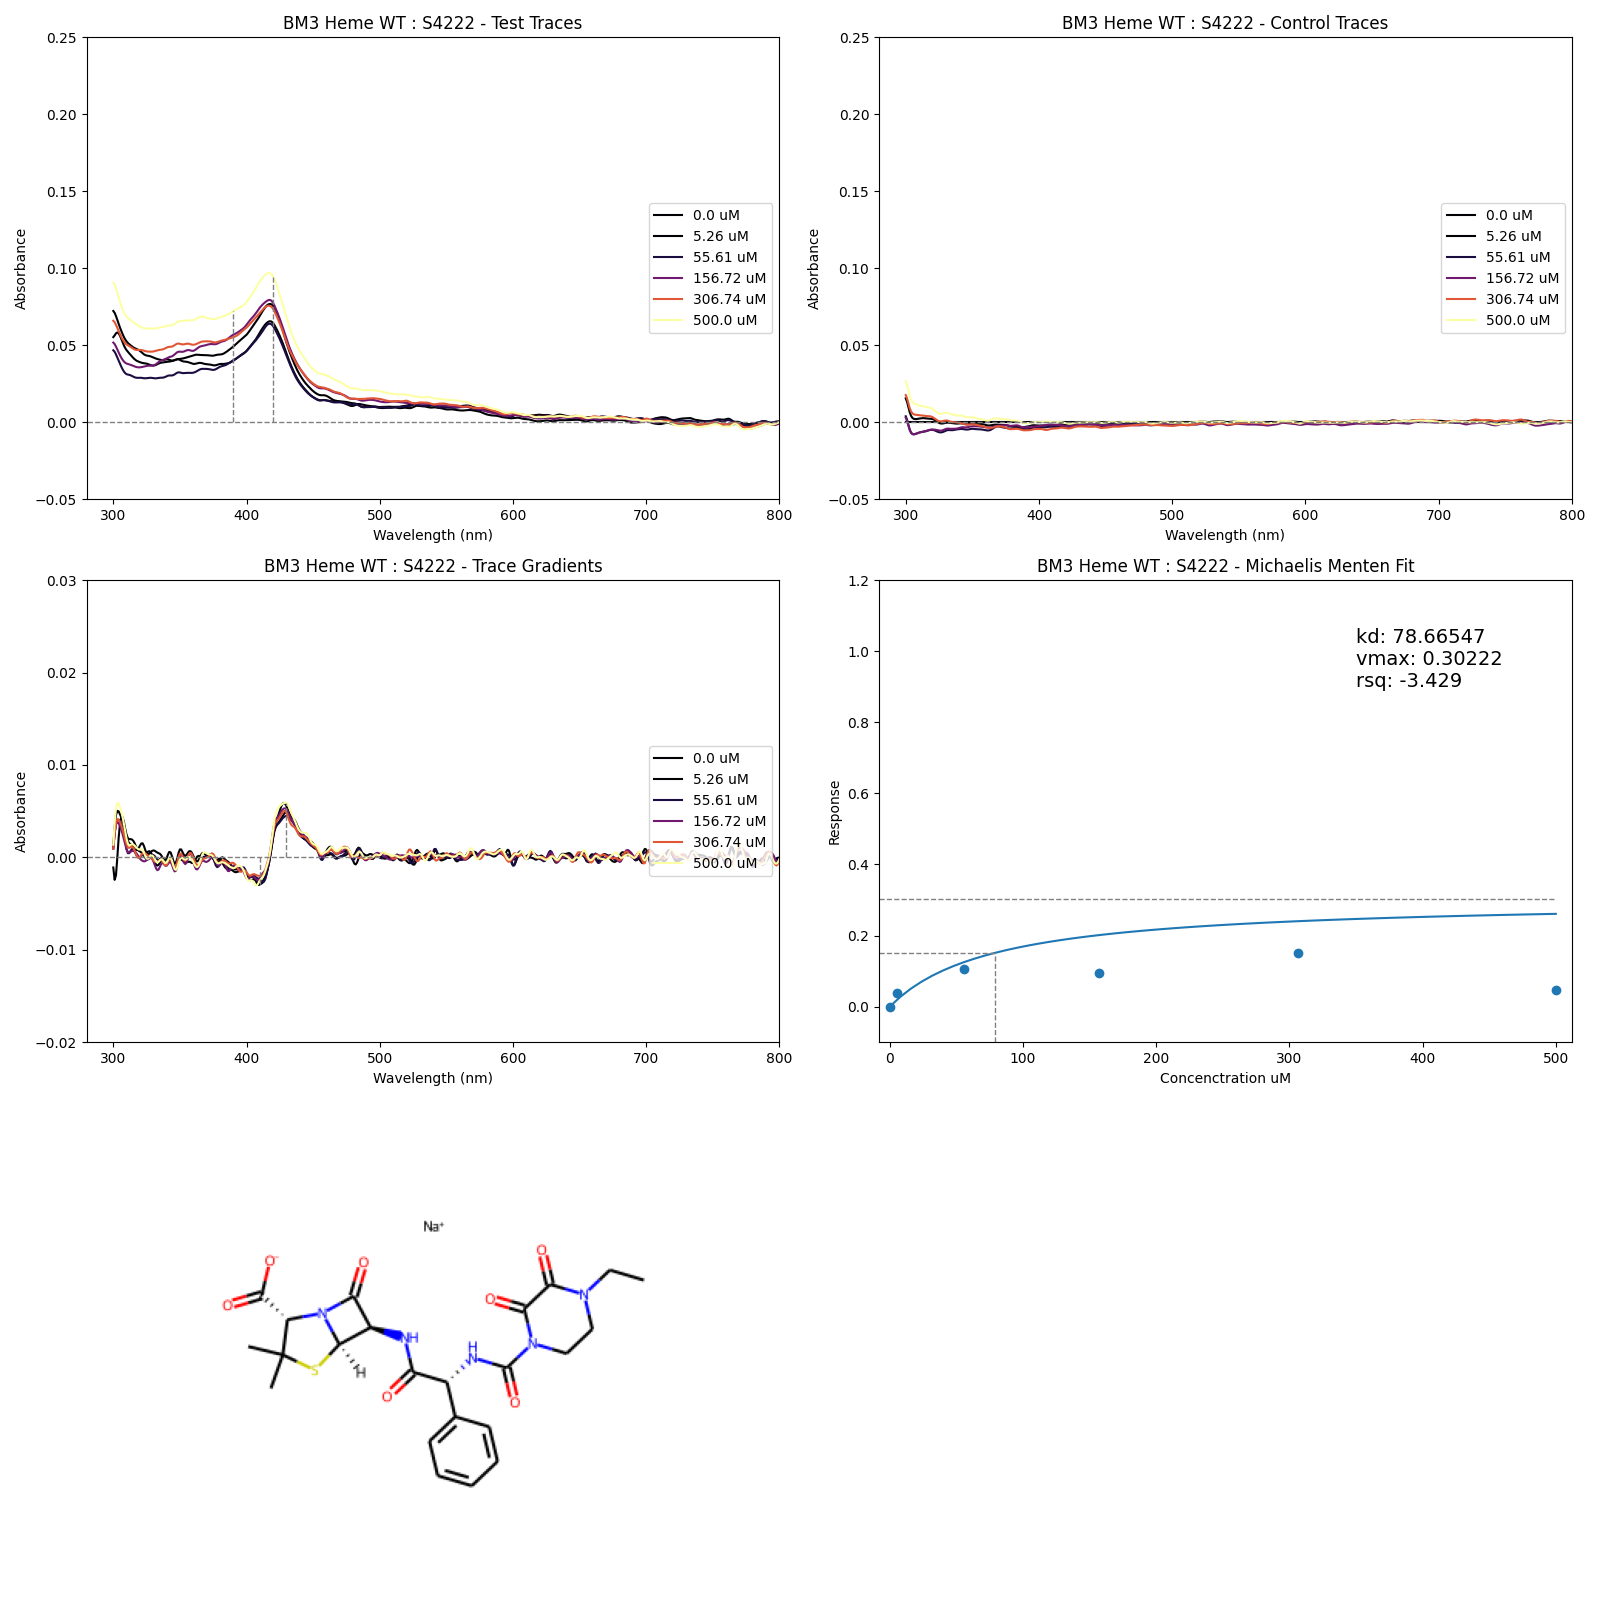 BM3 Heme WT : S4222 - Test Traces
0.25
0.20
0.15
0.10
0.05
0.00
−0.05
Absorbance
300 400 500 600 700 800
Wavelength (nm)
0.0 uM
5.26 uM
55.61 uM
156.72 uM
306.74 uM
500.0 uM
BM3 Heme WT : S4222 - Control Traces
0.25
0.20
0.15
0.10
0.05
0.00
−0.05
Absorbance
300 400 500 600 700 800
Wavelength (nm)
0.0 uM
5.26 uM
55.61 uM
156.72 uM
306.74 uM
500.0 uM
BM3 Heme WT : S4222 - Trace Gradients
0.03
0.02
0.01
0.00
−0.01
−0.02
Absorbance
300 400 500 600 700 800
Wavelength (nm)
0.0 uM
5.26 uM
55.61 uM
156.72 uM
306.74 uM
500.0 uM
BM3 Heme WT : S4222 - Michaelis Menten Fit
1.2
1.0
0.8
0.6
0.4
0.2
0.0
Response
0 100 200 300 400 500
Concenctration uM
kd: 78.66547
vmax: 0.30222
rsq: -3.429
Na⁺
O⁻
O
O
N
NH
S
H
O
H
N
O
N
O
O
N